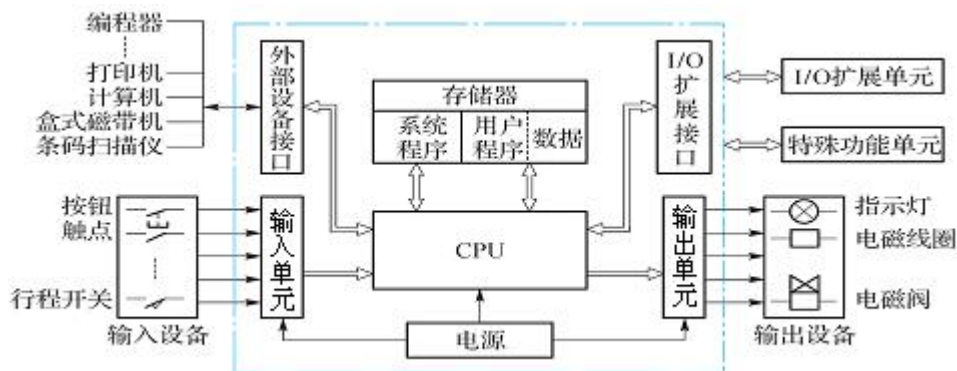 编程器
打印机
计算机
盒式磁带机
条码扫描仪
外部设备接口
存储器
系统程序
用户程序
数据
I/O扩展接口
I/O扩展单元
特殊功能单元
按钮
触点
行程开关
输入设备
输入单元
CPU
输出单元
指示灯
电磁线圈
电磁阀
输出设备
电源